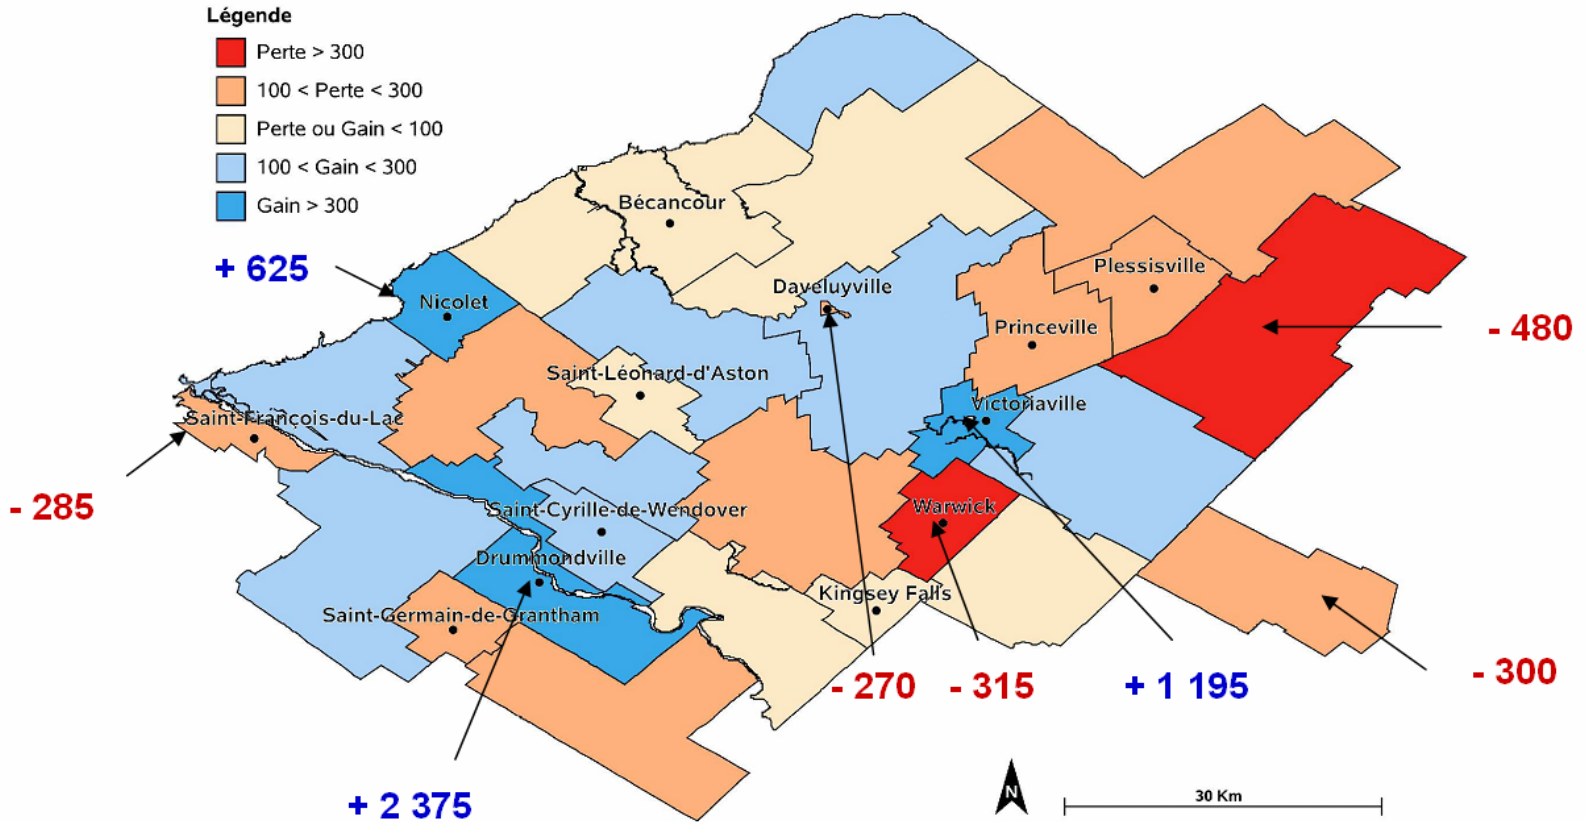 Légende
Perte > 300
100 < Perte < 300
Perte ou Gain < 100
100 < Gain < 300
Gain > 300
Bécancour
+ 625
Plessisville
Daveluyville
Nicolet
Princeville
- 480
Saint-Léonard-d'Aston
Victoriaville
Saint-François-du-Lac
- 285
Warwick
Saint-Cyrille-de-Wendover
Drummondville
Kingsey Falls
Saint-Germain-de-Grantham
- 270
- 315
+ 1 195
- 300
+ 2 375
N
30 Km